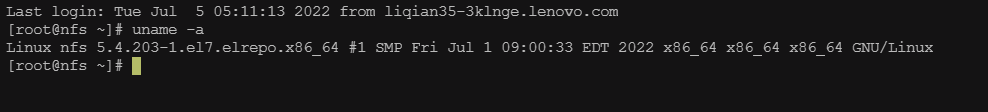 Last login: Tue Jul  5 05:11:13 2022 from liqian35-3klnge.lenovo.com
[root@nfs ~]# uname -a
Linux nfs 5.4.203-1.el7.elrepo.x86_64 #1 SMP Fri Jul 1 09:00:33 EDT 2022 x86_64 x86_64 x86_64 GNU/Linux
[root@nfs ~]#